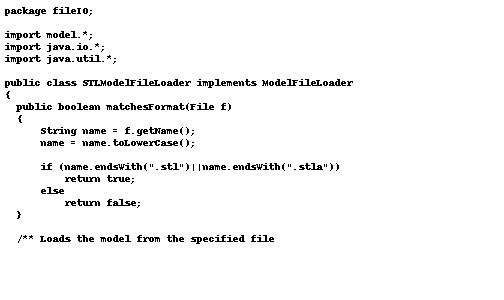 package fileIO;

import model.*;
import java.io.*;
import java.util.*;

public class STLModelFileLoader implements ModelFileLoader
{
  public boolean matchesFormat(File f)
  {
      String name = f.getName();
      name = name.toLowerCase();

      if (name.endsWith(".stl")||name.endsWith(".stla"))
          return true;
      else
          return false;
  }

  /** Loads the model from the specified file